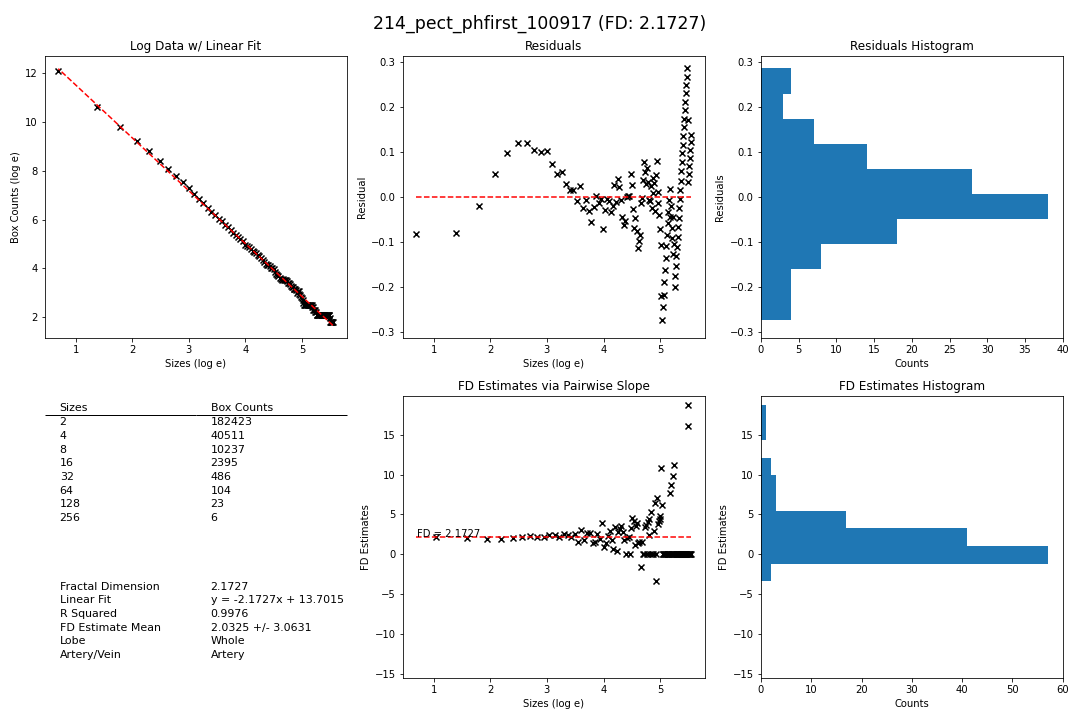 214_pect_phfirst_100917 (FD: 2.1727)
Log Data w/ Linear Fit
Box Counts (log e)
12
10
8
6
4
2
1 2 3 4 5
Sizes (log e)
Residuals
Residual
0.3
0.2
0.1
0.0
−0.1
−0.2
−0.3
1 2 3 4 5
Sizes (log e)
Residuals Histogram
Residuals
0.3
0.2
0.1
0.0
−0.1
−0.2
−0.3
0 5 10 15 20 25 30 35 40
Counts
Sizes Box Counts
2 182423
4 40511
8 10237
16 2395
32 486
64 104
128 23
256 6
Fractal Dimension 2.1727
Linear Fit y = -2.1727x + 13.7015
R Squared 0.9976
FD Estimate Mean 2.0325 +/- 3.0631
Lobe Whole
Artery/Vein Artery
FD Estimates via Pairwise Slope
FD Estimates
15
10
5
0
−5
−10
−15
FD = 2.1727
1 2 3 4 5
Sizes (log e)
FD Estimates Histogram
FD Estimates
15
10
5
0
−5
−10
−15
0 10 20 30 40 50 60
Counts